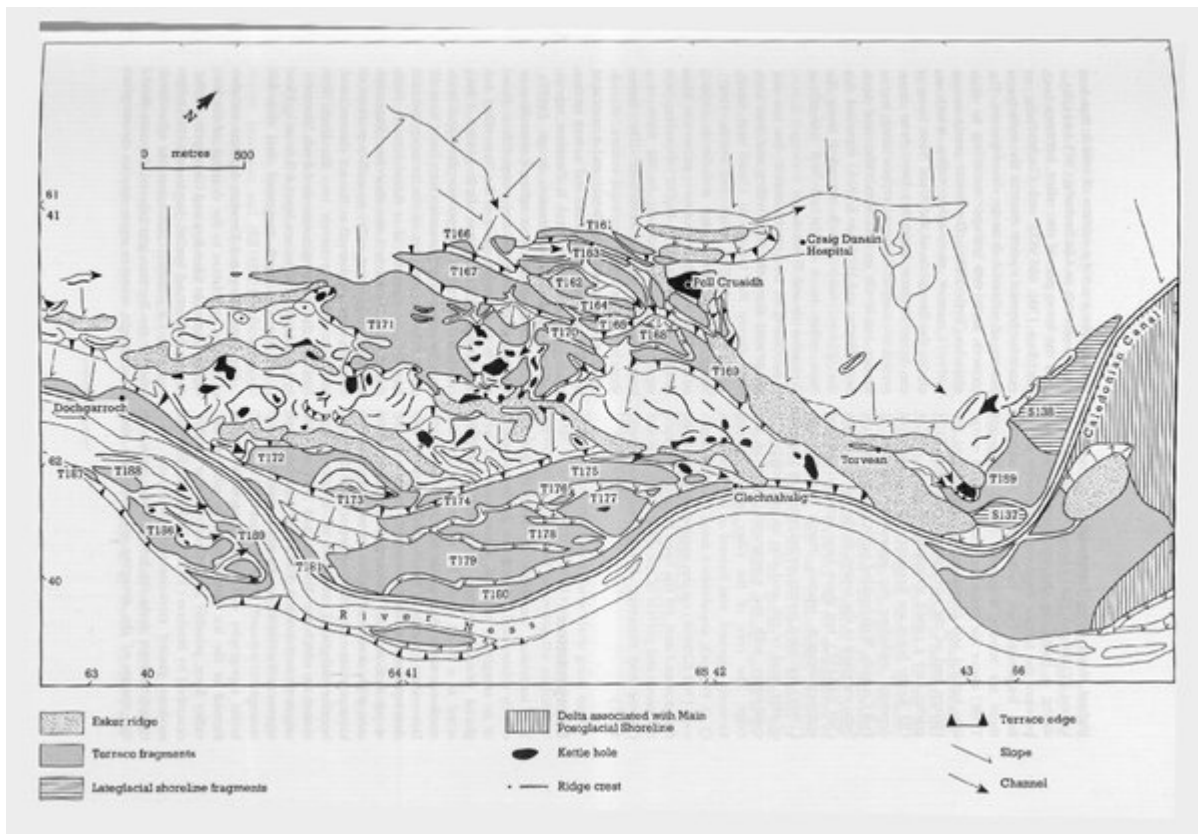 N
0 metres 500
61
41
T161
T166
T163
Craig Dunain
Hospital
T167
T162
Poll Cruaidh
T164
T171
T165
T170
T168
T169
Caledonian Canal
Dochgarroch
S138
62
T172
Torvean
T187
T188
T175
T159
T173
T174
T176
T177
Clachnahulig
S137
T186
T189
T178
T179
T181
40
T180
River Ness
63 40 64 41 65 42 43 66
Esker ridge
Terrace fragments
Lateglacial shoreline fragments
Delta associated with Main
Postglacial Shoreline
Kettle hole
Ridge crest
Terrace edge
Slope
Channel